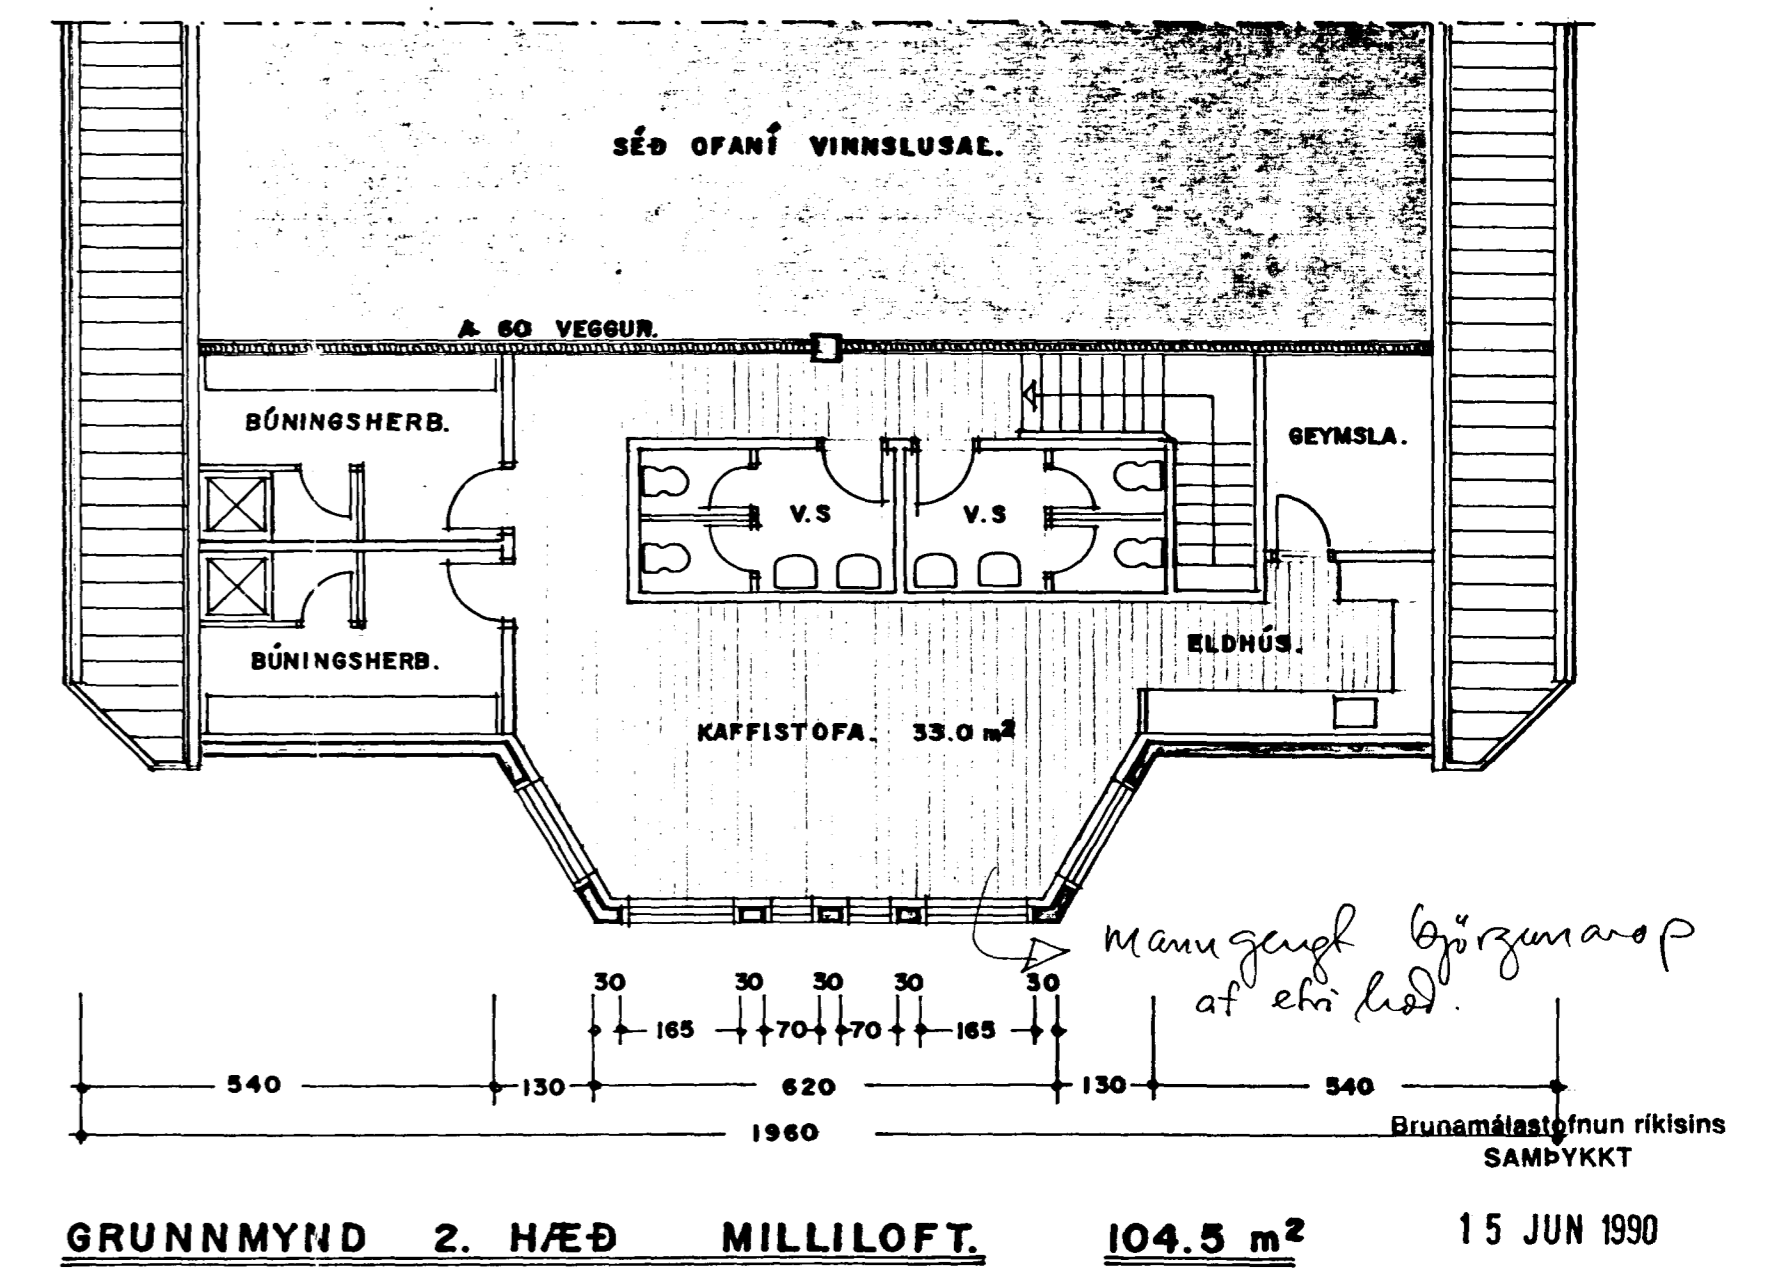 SÉÐ OFANÍ VINNSLUSAL.
A 60 VEGGUR.
BÚNINGSHERB.
GEYMSLA.
V.S
V.S
ELDHÚS.
BÚNINGSHERB.
KAFFISTOFA. 33.0 m²
manngengt björgunarop
af efri hæð.
30 30 30 30 30
165 70 70 165
540 130 620 130 540
1960
Brunamálastofnun ríkisins
SAMÞYKKT
15 JUN 1990
GRUNNMYND 2. HÆÐ MILLILOFT. 104.5 m²